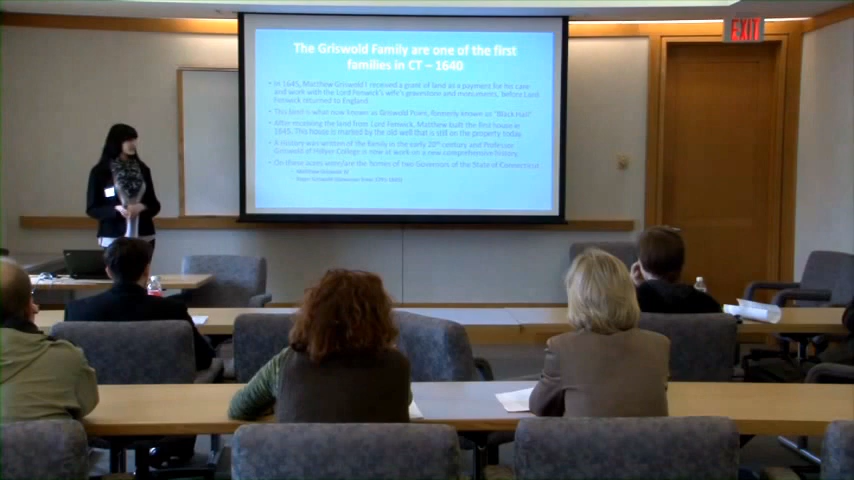 EXIT
The Griswold Family are one of the first
families in CT – 1640
• In 1645, Matthew Griswold I received a grant of land as a payment for his care
and work with the Lord Fenwick's wife's gravestone and monuments, before Lord
Fenwick returned to England.
• This land is what now known as Griswold Point, formerly known as "Black Hall"
• After receiving the land from Lord Fenwick, Matthew built the first house in
1645. This house is marked by the old well that is still on the property today.
• A history was written of the family in the early 20th century and Professor
Griswold of Hillyer College is now at work on a new comprehensive history.
• On these acres were/are the homes of two Governors of the State of Connecticut
– Matthew Griswold
– Roger Griswold